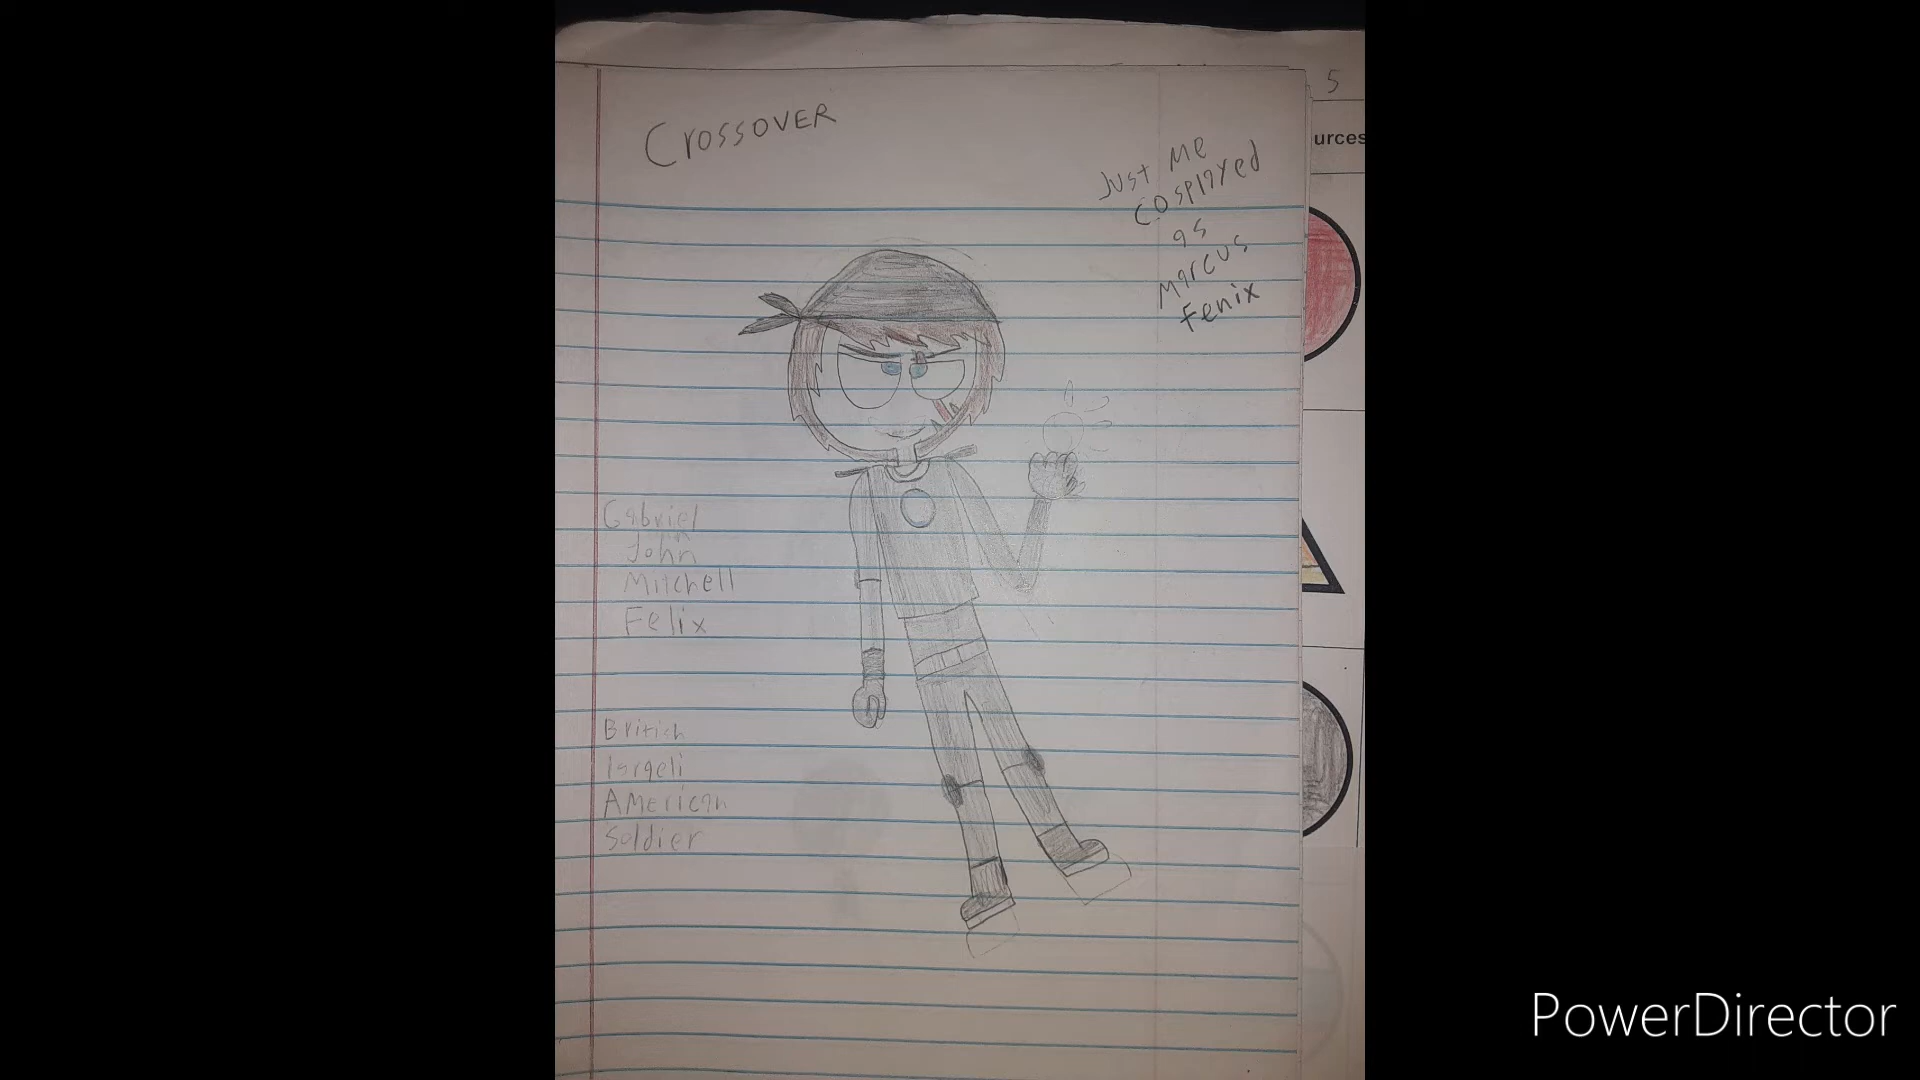 5
Crossover
urces
Just Me
Cosplayed
as
Marcus
Fenix
Gabriel
John
Mitchell
Felix
British
Israeli
American
Soldier
PowerDirector